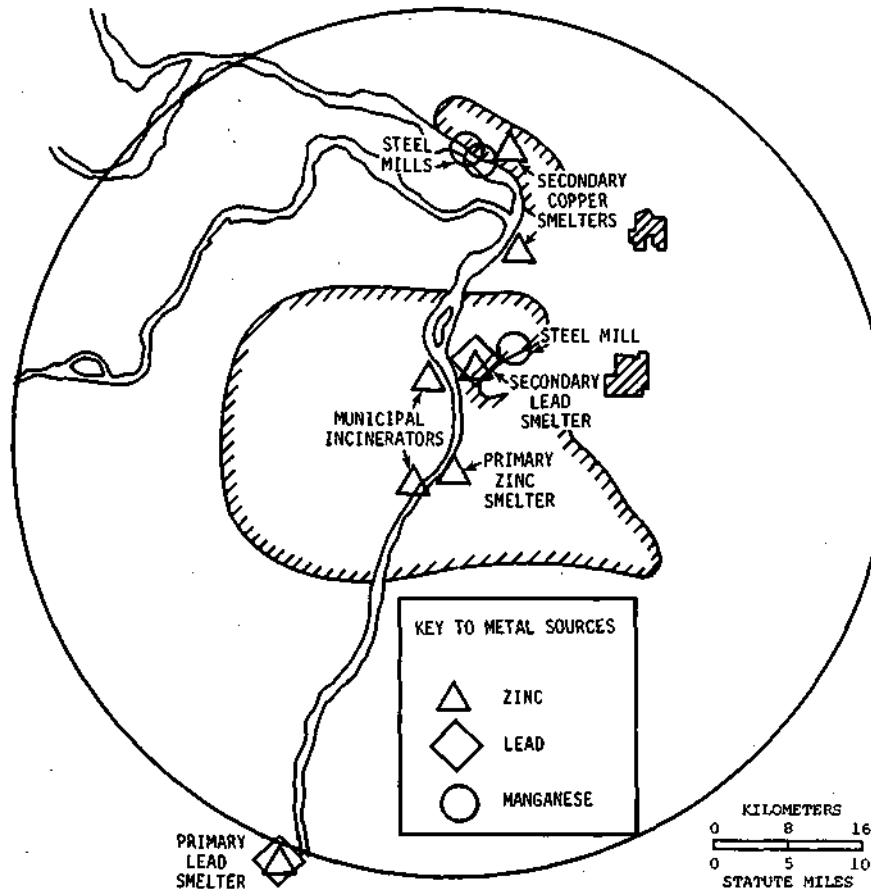 STEEL
MILLS
SECONDARY
COPPER
SMELTERS
STEEL MILL
SECONDARY
LEAD
SMELTER
MUNICIPAL
INCINERATORS
PRIMARY
ZINC
SMELTER
KEY TO METAL SOURCES
ZINC
LEAD
MANGANESE
PRIMARY
LEAD
SMELTER
KILOMETERS
0 8 16
0 5 10
STATUTE MILES